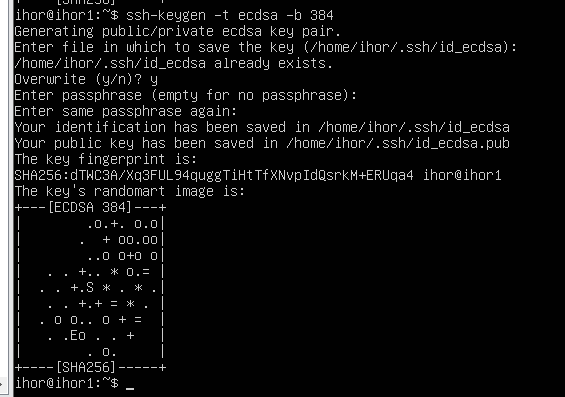 +----[SHA256]-----+
ihor@ihor1:~$ ssh-keygen -t ecdsa -b 384
Generating public/private ecdsa key pair.
Enter file in which to save the key (/home/ihor/.ssh/id_ecdsa):
/home/ihor/.ssh/id_ecdsa already exists.
Overwrite (y/n)? y
Enter passphrase (empty for no passphrase):
Enter same passphrase again:
Your identification has been saved in /home/ihor/.ssh/id_ecdsa
Your public key has been saved in /home/ihor/.ssh/id_ecdsa.pub
The key fingerprint is:
SHA256:dTWC3A/Xq3FUL94quggTiHtTfXNvpIdQsrkM+ERUqa4 ihor@ihor1
The key's randomart image is:
+---[ECDSA 384]---+
|        .o.+. o.o|
|       .  + oo.oo|
|        ..o o+o o|
|   . . +.. * o.= |
|  . . +.S * . * .|
|   . . +.+ = * . |
|  . o o.. o + =  |
|   . .Eo . .  +  |
|        . o.     |
+----[SHA256]-----+
ihor@ihor1:~$ _